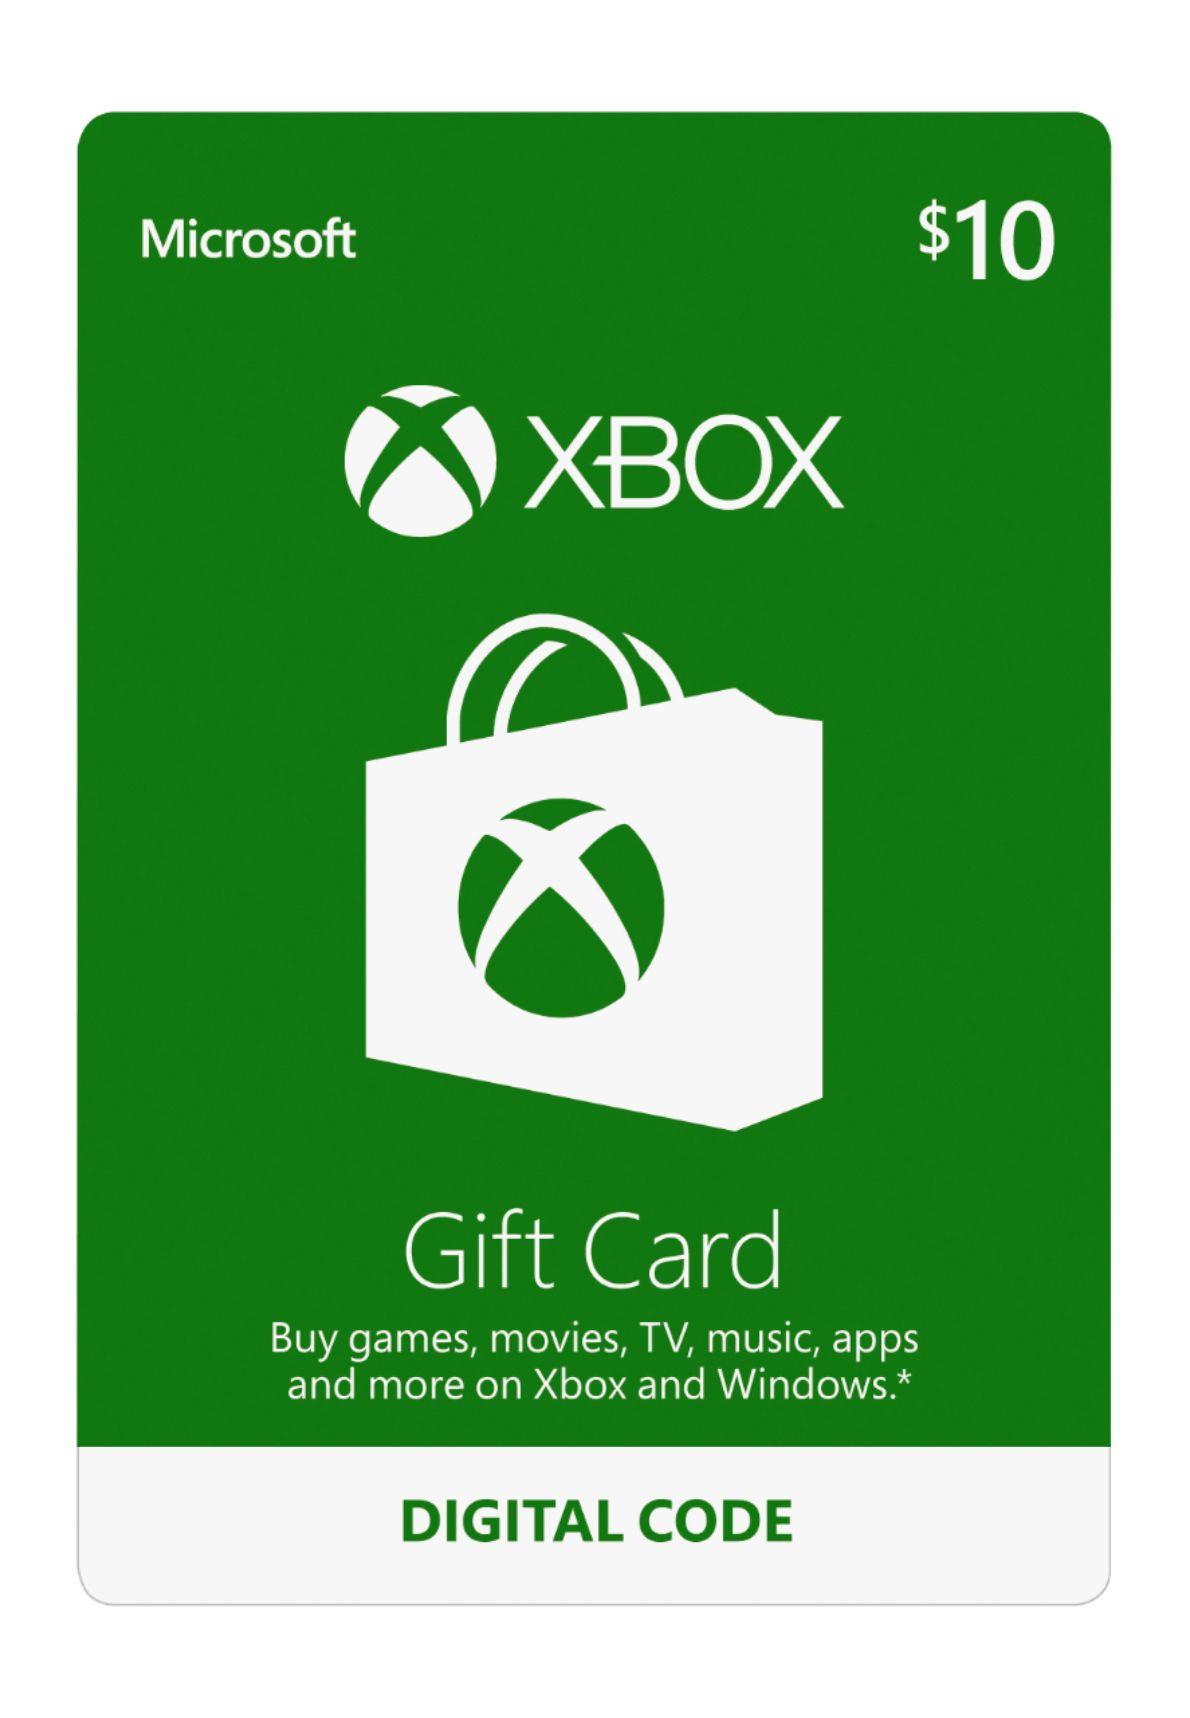 Microsoft
$10
XBOX
Gift Card
Buy games, movies, TV, music, apps
and more on Xbox and Windows.*
DIGITAL CODE